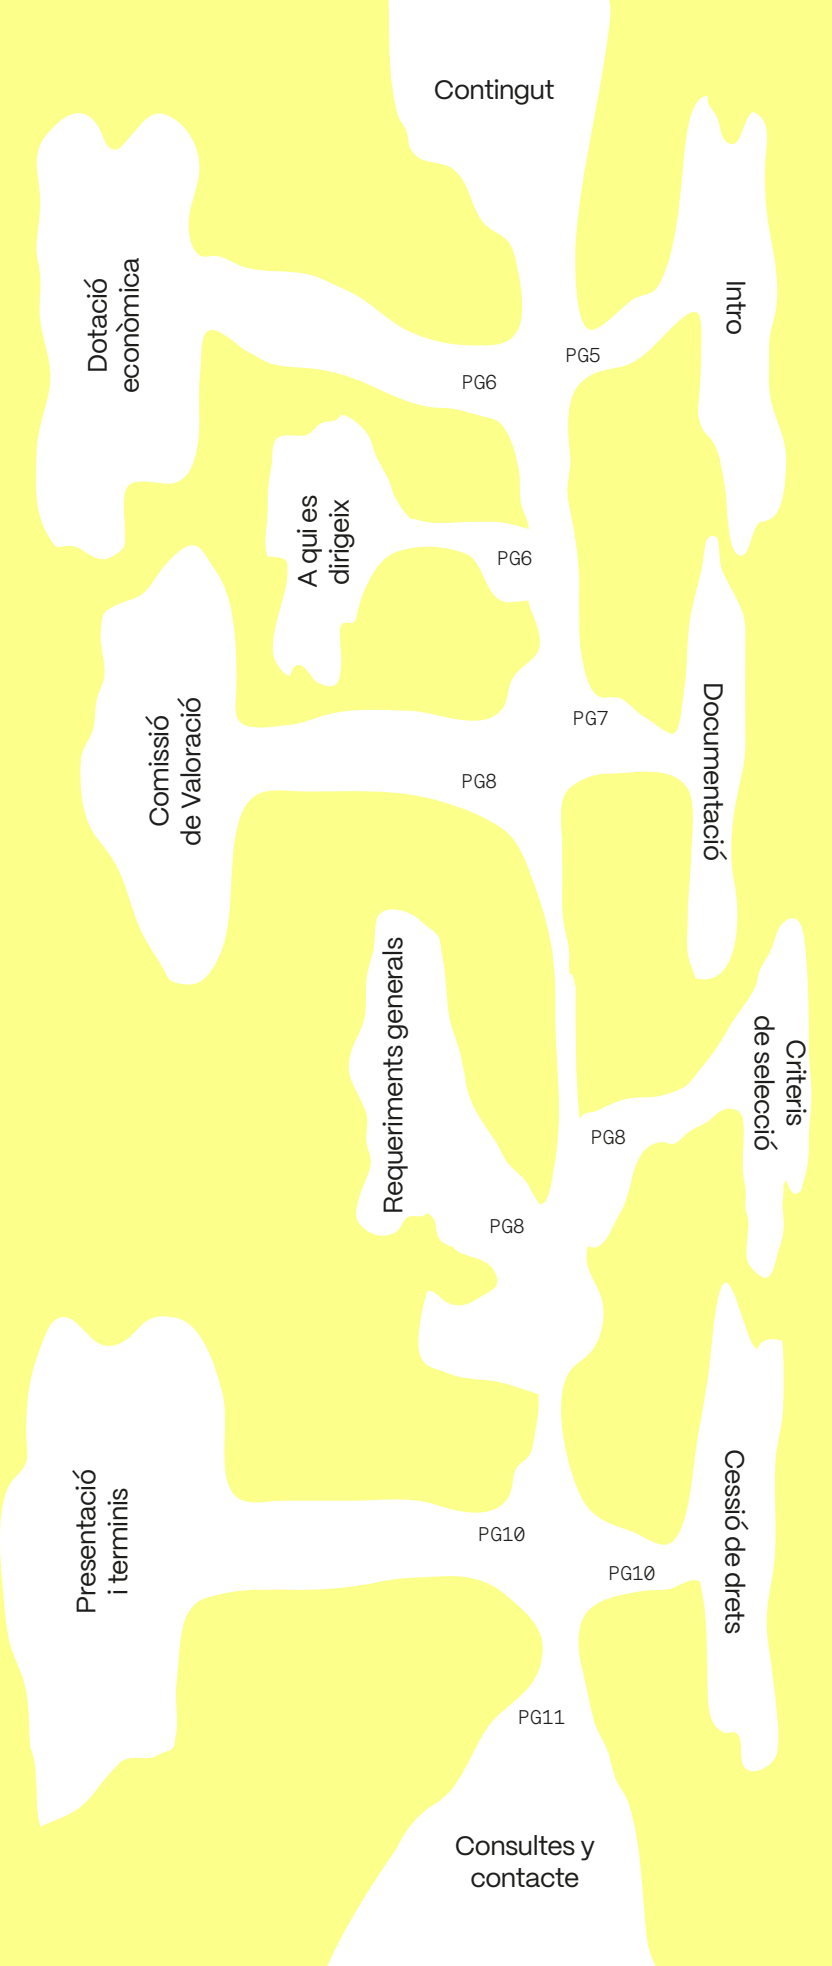 Contingut
Intro
PG5
Dotació
econòmica
PG6
A qui es
dirigeix
PG6
Documentació
PG7
Comissió
de Valoració
PG8
Criteris
de selecció
PG8
Requeriments generals
PG8
Presentació
i terminis
PG10
Cessió de drets
PG10
PG11
Consultes y
contacte